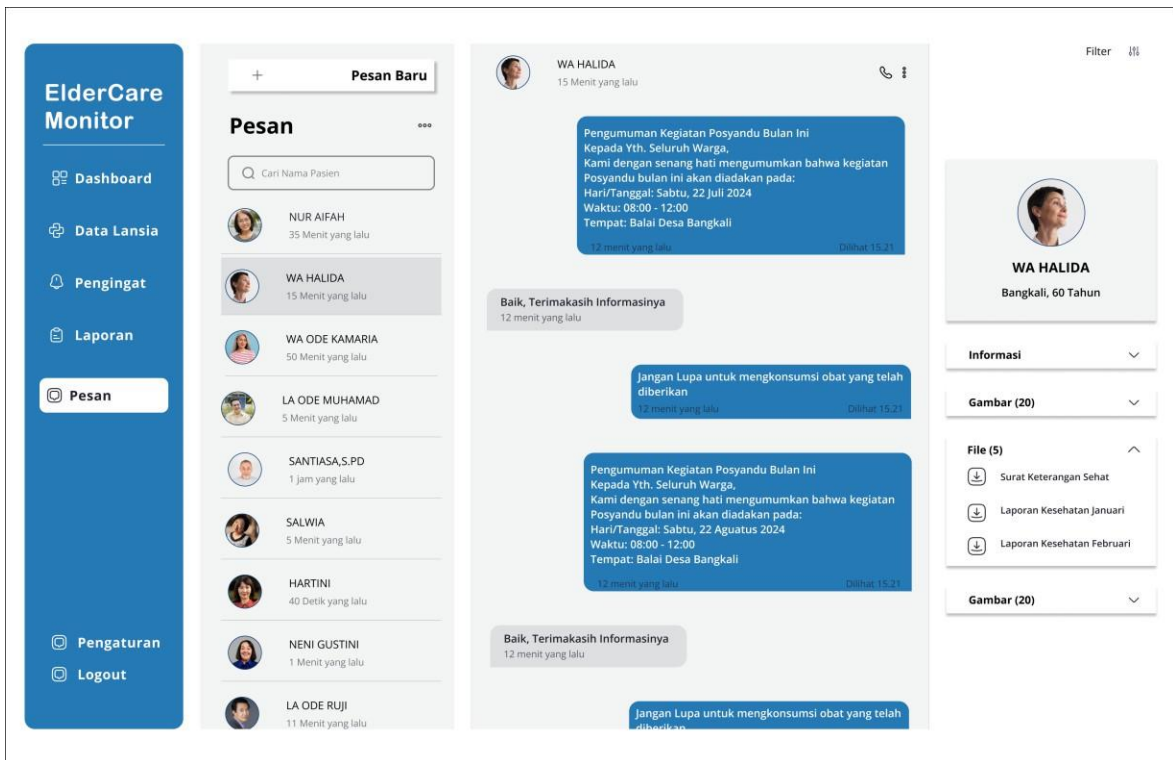 ElderCare
Monitor
Dashboard
Data Lansia
Pengingat
Laporan
Pesan
Pengaturan
Logout
Pesan Baru
Pesan
Cari Nama Pasien
NUR AIFAH
35 Menit yang lalu
WA HALIDA
15 Menit yang lalu
WA ODE KAMARIA
50 Menit yang lalu
LA ODE MUHAMAD
5 Menit yang lalu
SANTIASA,S.PD
1 jam yang lalu
SALWIA
5 Menit yang lalu
HARTINI
40 Detik yang lalu
NENI GUSTINI
1 Menit yang lalu
LA ODE RUJI
11 Menit yang lalu
WA HALIDA
15 Menit yang lalu
Pengumuman Kegiatan Posyandu Bulan Ini
Kepada Yth. Seluruh Warga,
Kami dengan senang hati mengumumkan bahwa kegiatan
Posyandu bulan ini akan diadakan pada:
Hari/Tanggal: Sabtu, 22 Juli 2024
Waktu: 08:00 - 12:00
Tempat: Balai Desa Bangkali
12 menit yang lalu Dilihat 15.21
Baik, Terimakasih Informasinya
12 menit yang lalu
Jangan Lupa untuk mengkonsumsi obat yang telah
diberikan
12 menit yang lalu Dilihat 15.21
Pengumuman Kegiatan Posyandu Bulan Ini
Kepada Yth. Seluruh Warga,
Kami dengan senang hati mengumumkan bahwa kegiatan
Posyandu bulan ini akan diadakan pada:
Hari/Tanggal: Sabtu, 22 Aguatus 2024
Waktu: 08:00 - 12:00
Tempat: Balai Desa Bangkali
12 menit yang lalu Dilihat 15.21
Baik, Terimakasih Informasinya
12 menit yang lalu
Jangan Lupa untuk mengkonsumsi obat yang telah
diberikan
Filter
WA HALIDA
Bangkali, 60 Tahun
Informasi
Gambar (20)
File (5)
Surat Keterangan Sehat
Laporan Kesehatan Januari
Laporan Kesehatan Februari
Gambar (20)